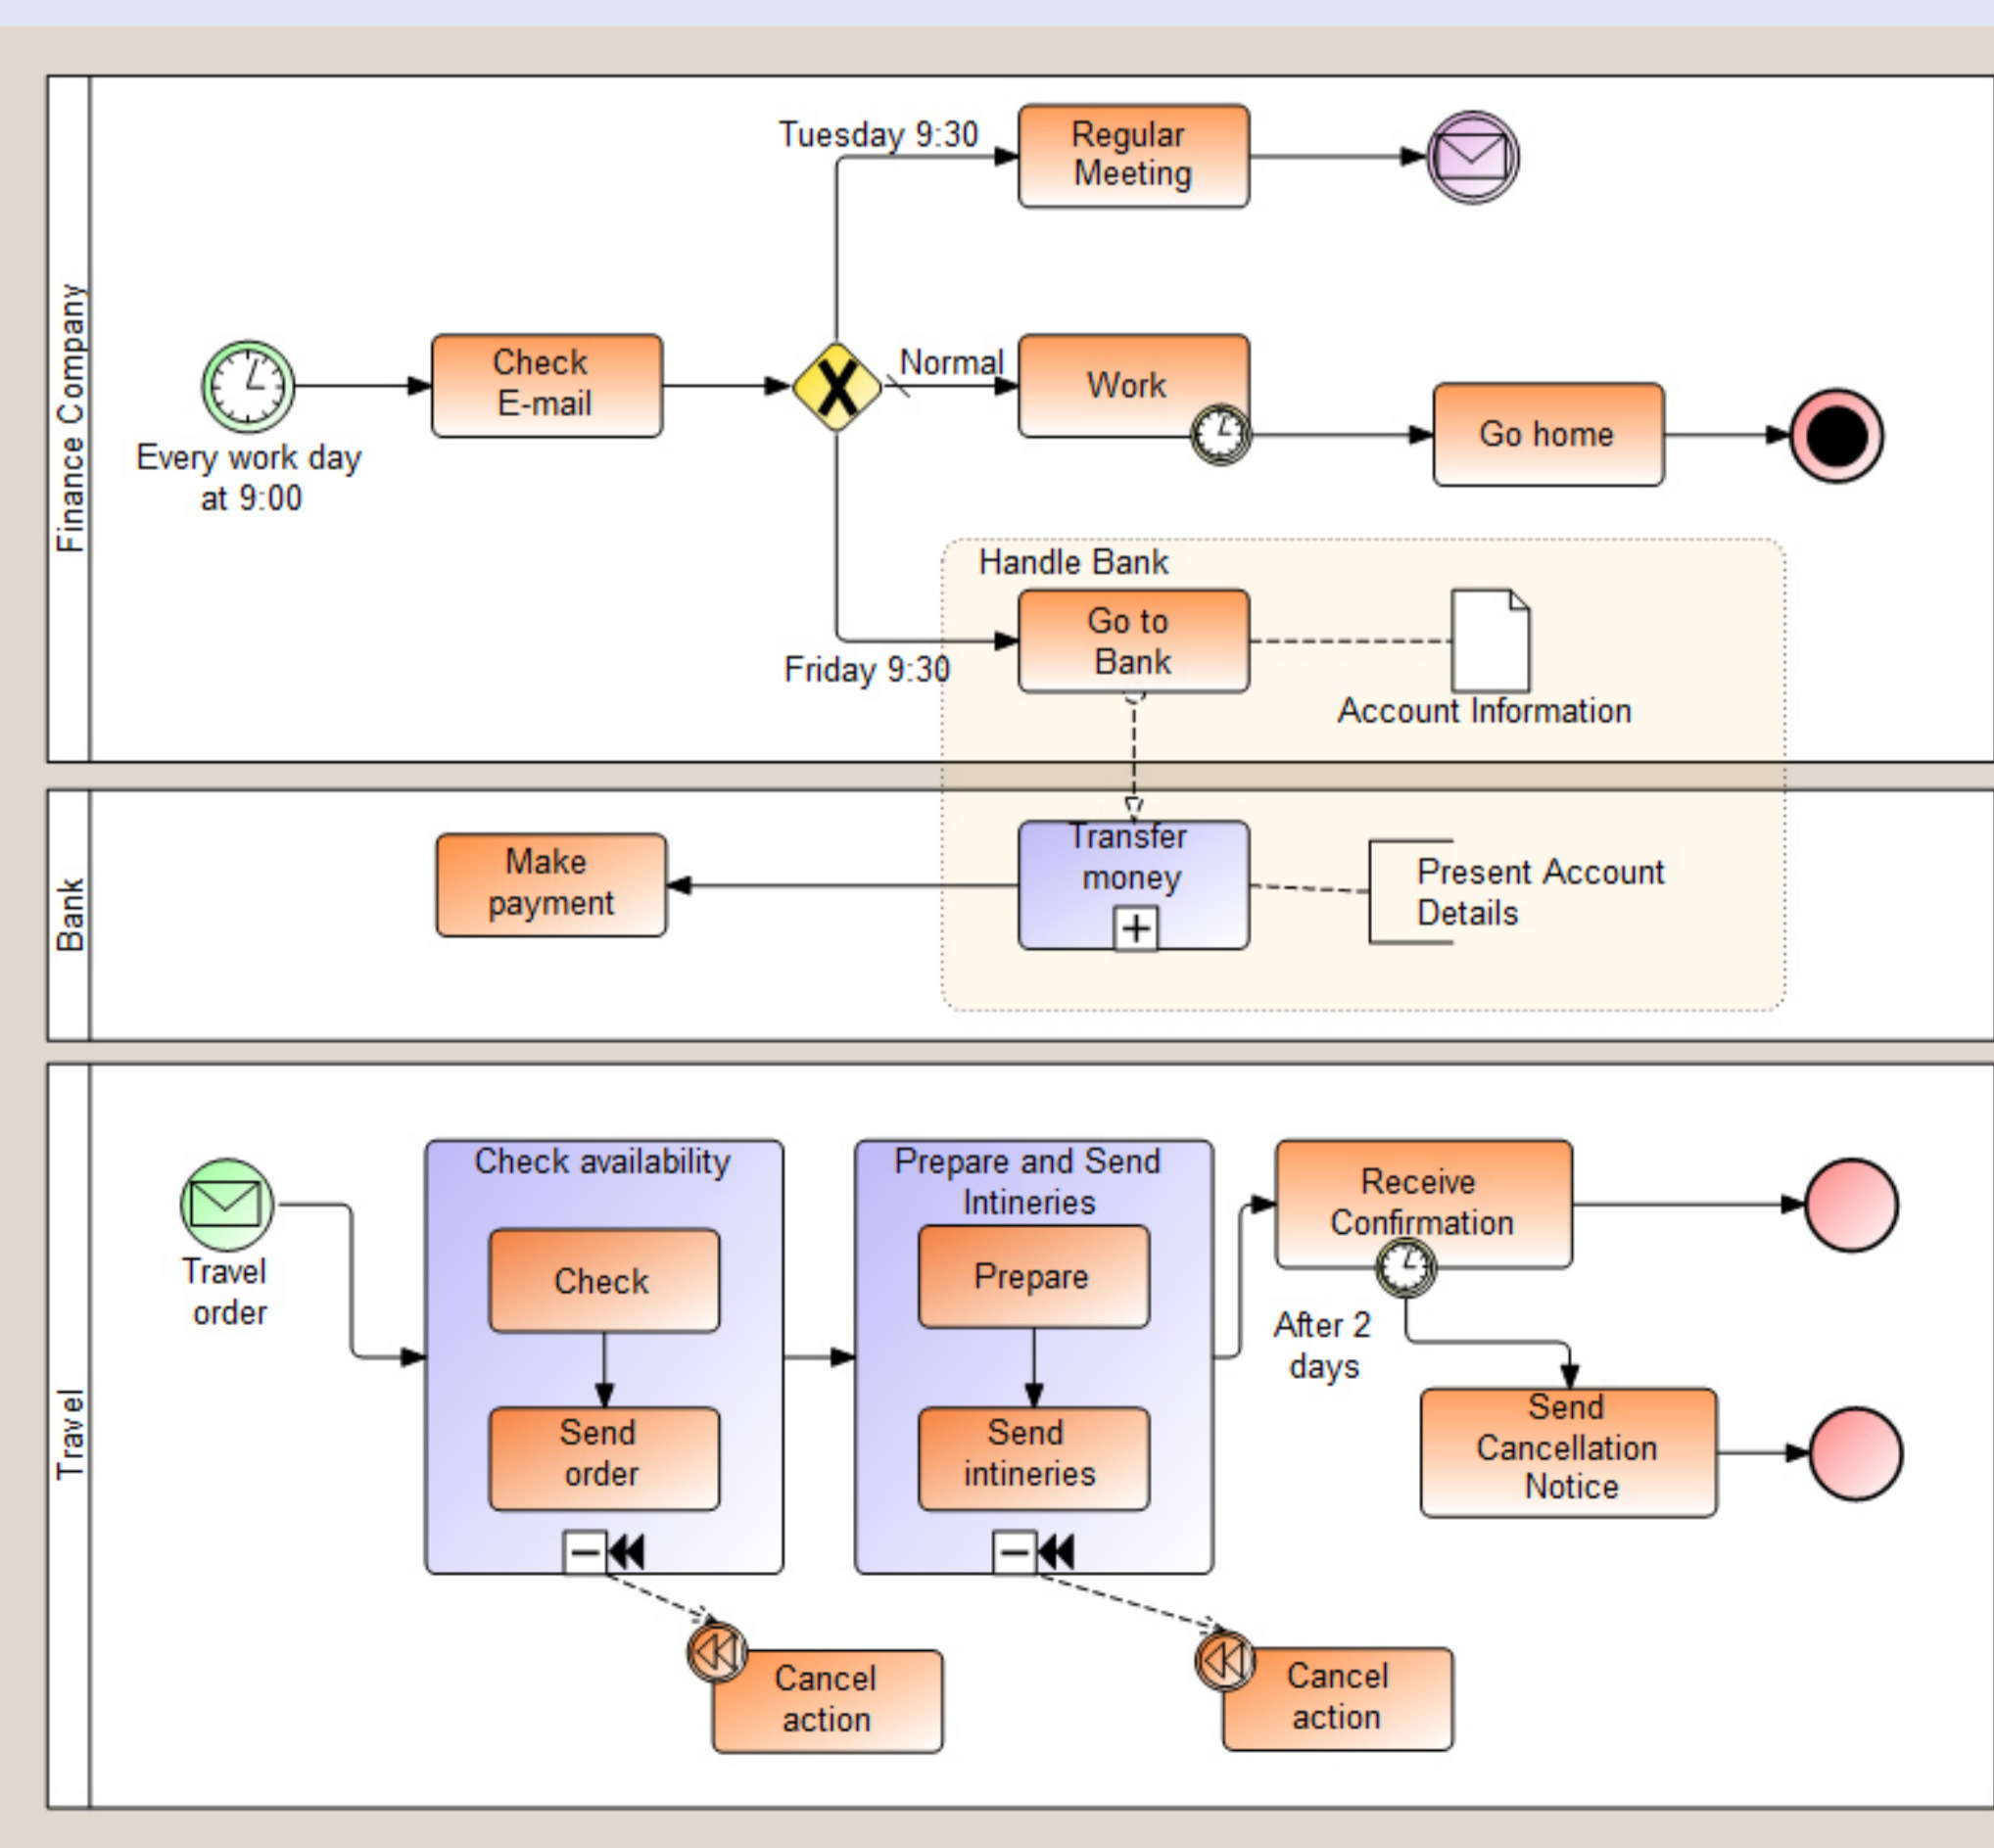 Finance Company
Tuesday 9:30
Regular
Meeting
Every work day
at 9:00
Check
E-mail
Normal
Work
Go home
Friday 9:30
Handle Bank
Go to
Bank
Account Information
Bank
Make
payment
Transfer
money
Present Account
Details
Travel
Travel
order
Check availability
Check
Send
order
Prepare and Send
Intineries
Prepare
Send
intineries
Receive
Confirmation
After 2
days
Send
Cancellation
Notice
Cancel
action
Cancel
action